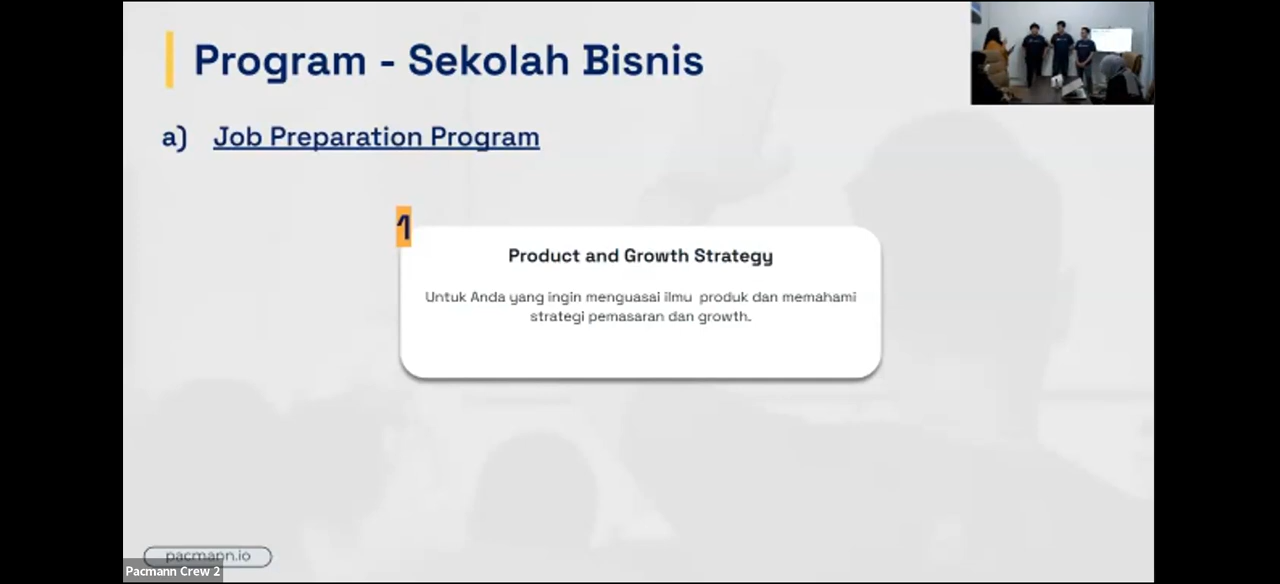 Program - Sekolah Bisnis
a) Job Preparation Program
1
Product and Growth Strategy
Untuk Anda yang ingin menguasai ilmu produk dan memahami
strategi pemasaran dan growth.
pacmann.io
Pacmann Crew 2